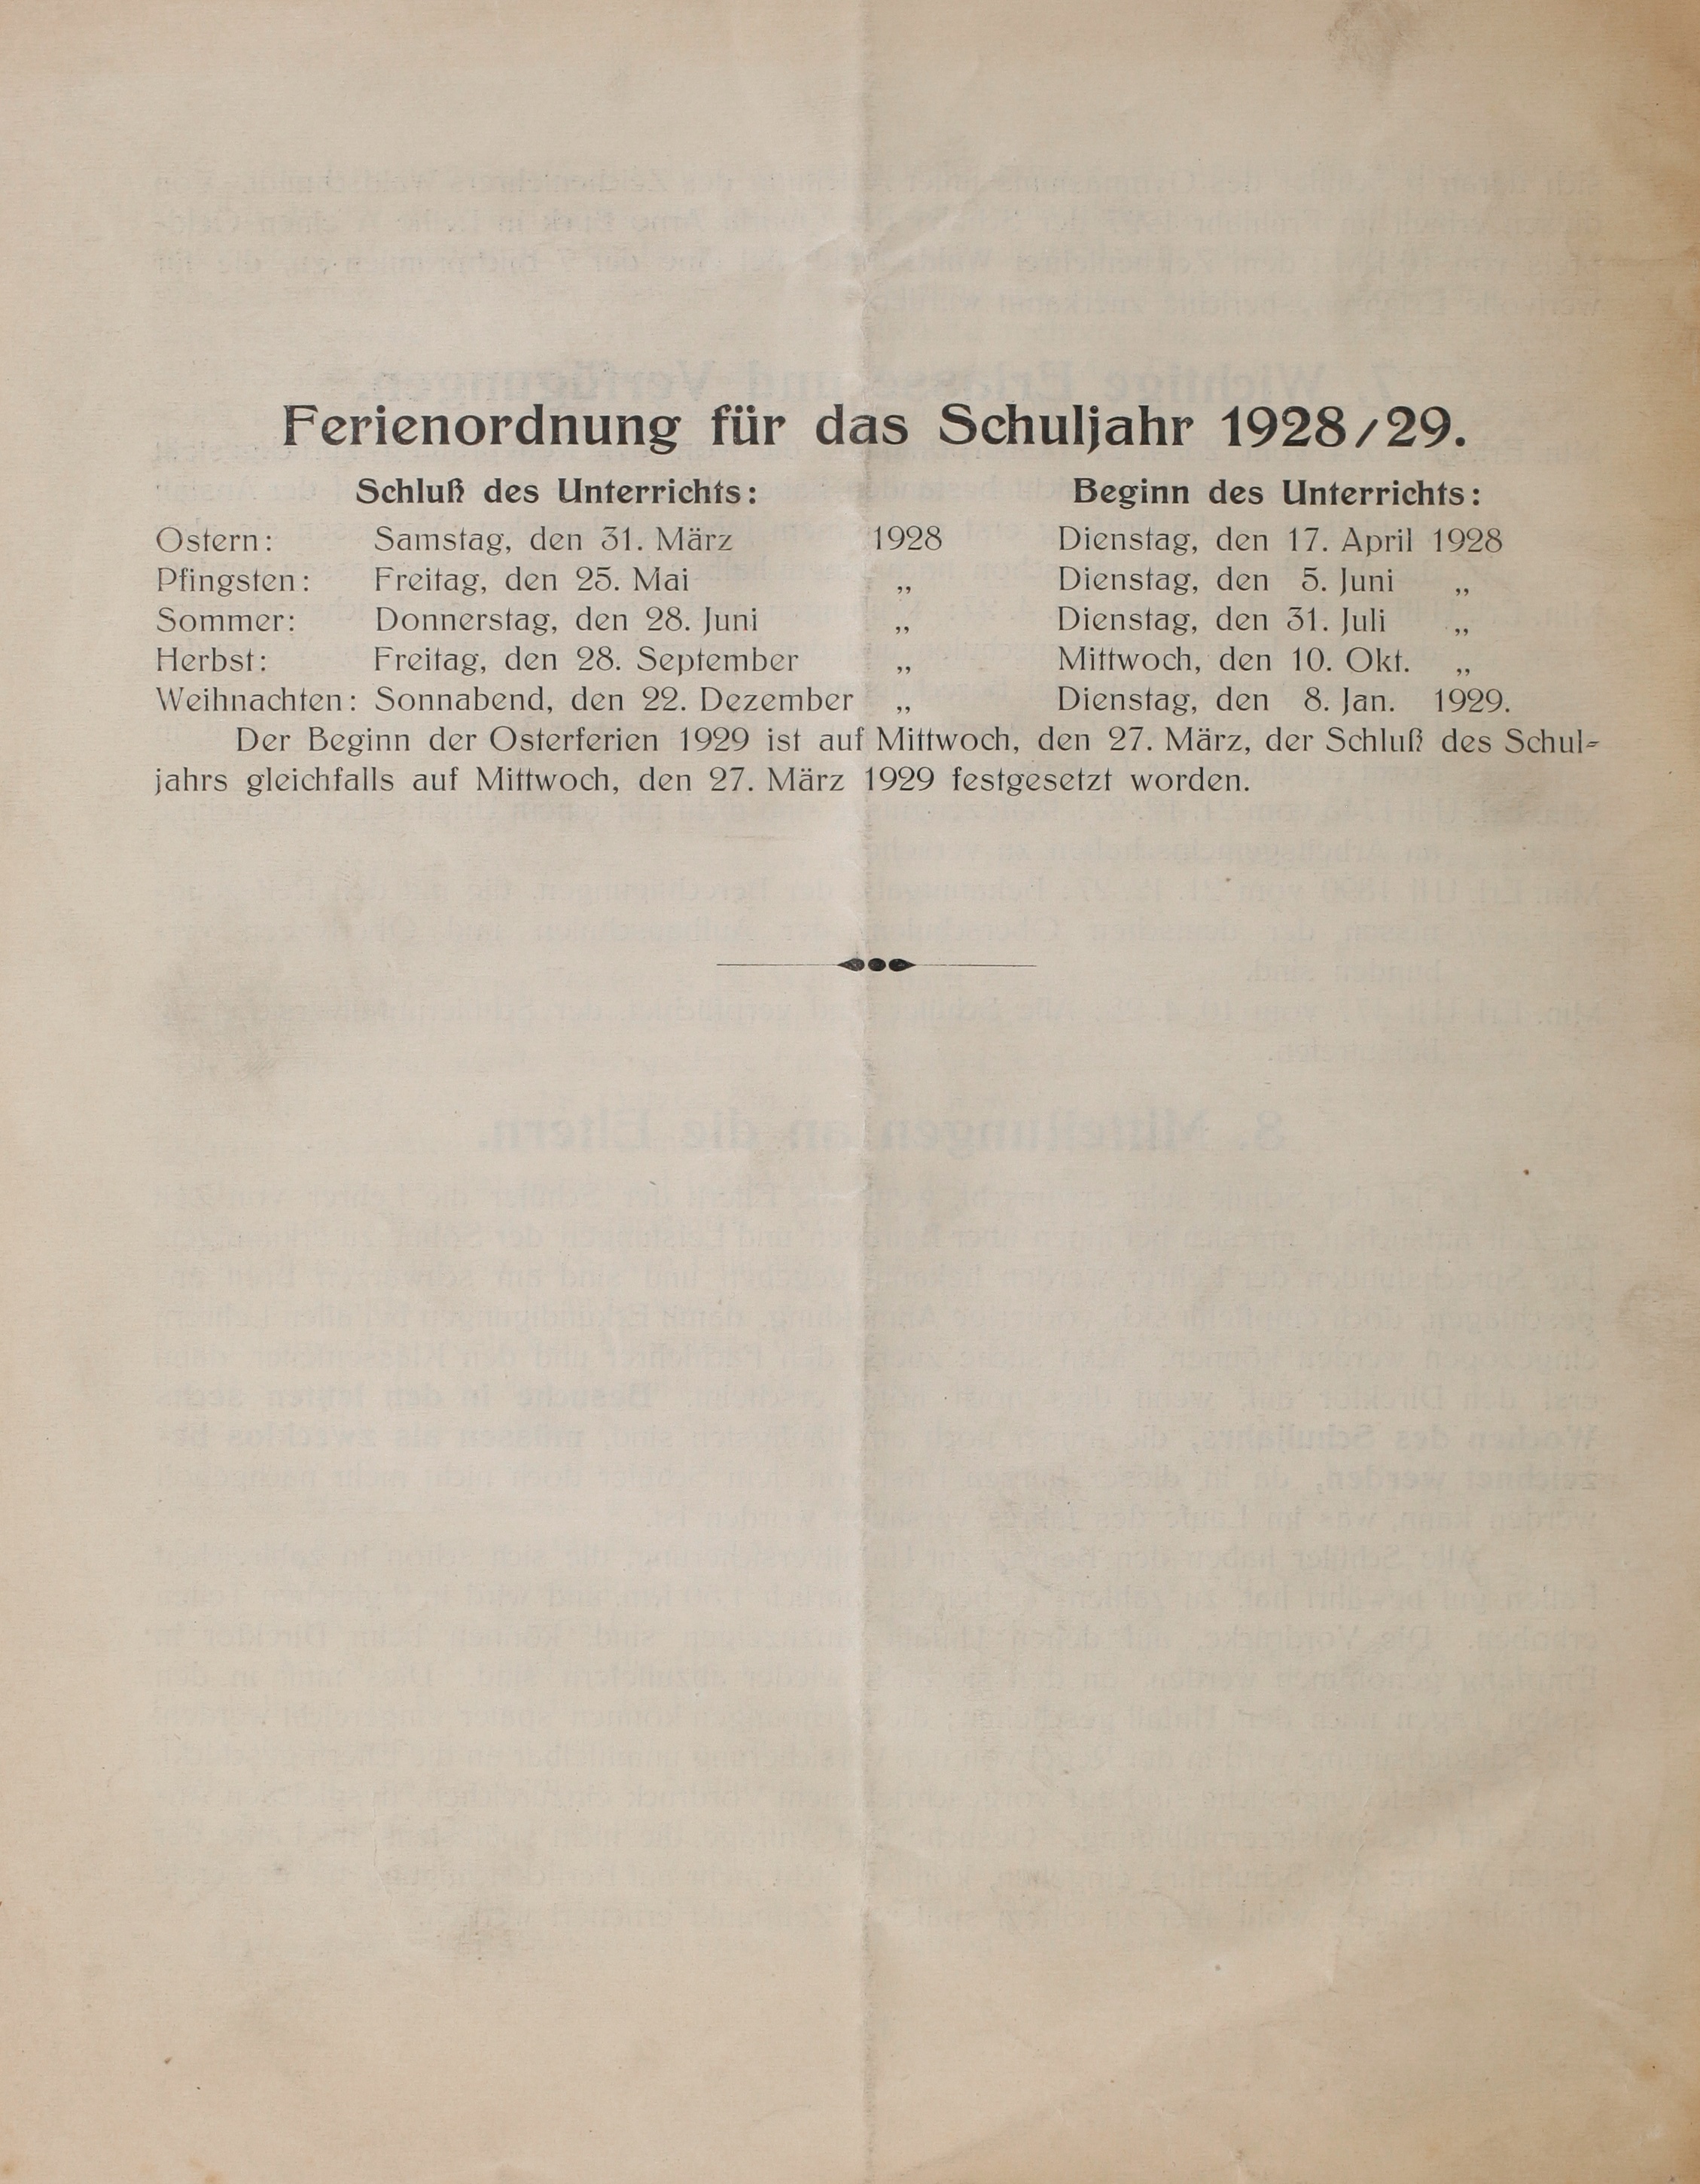 Ferienordnung für das Schuljahr 1928/29.
Schluß des Unterrichts: Beginn des Unterrichts:
Ostern: Samstag, den 31. März 1928 Dienstag, den 17. April 1928
Pfingsten: Freitag, den 25. Mai „ Dienstag, den 5. Juni „
Sommer: Donnerstag, den 28. Juni „ Dienstag, den 31. Juli „
Herbst: Freitag, den 28. September „ Mittwoch, den 10. Okt. „
Weihnachten: Sonnabend, den 22. Dezember „ Dienstag, den 8. Jan. 1929.
Der Beginn der Osterferien 1929 ist auf Mittwoch, den 27. März, der Schluß des Schul-
jahrs gleichfalls auf Mittwoch, den 27. März 1929 festgesetzt worden.